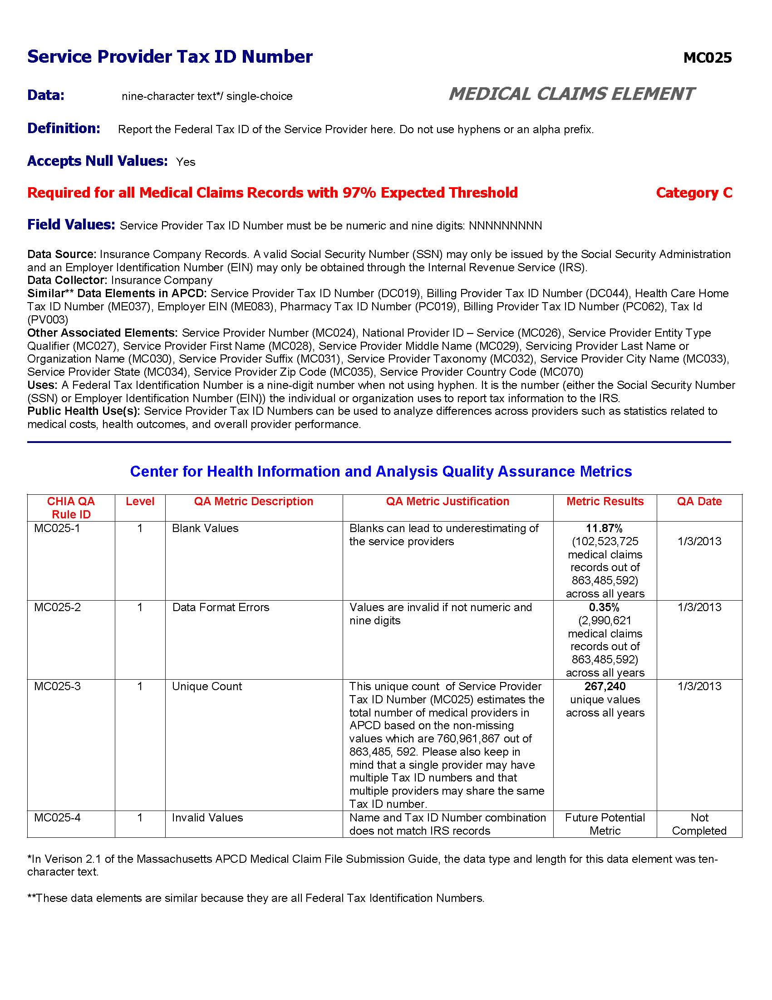 Service Provider Tax ID Number MC025
Data: nine-character text*/ single-choice MEDICAL CLAIMS ELEMENT
Definition: Report the Federal Tax ID of the Service Provider here. Do not use hyphens or an alpha prefix.
Accepts Null Values: Yes
Required for all Medical Claims Records with 97% Expected Threshold Category C
Field Values: Service Provider Tax ID Number must be be numeric and nine digits: NNNNNNNNN
Data Source: Insurance Company Records. A valid Social Security Number (SSN) may only be issued by the Social Security Administration
and an Employer Identification Number (EIN) may only be obtained through the Internal Revenue Service (IRS).
Data Collector: Insurance Company
Similar** Data Elements in APCD: Service Provider Tax ID Number (DC019), Billing Provider Tax ID Number (DC044), Health Care Home
Tax ID Number (ME037), Employer EIN (ME083), Pharmacy Tax ID Number (PC019), Billing Provider Tax ID Number (PC062), Tax Id
(PV003)
Other Associated Elements: Service Provider Number (MC024), National Provider ID – Service (MC026), Service Provider Entity Type
Qualifier (MC027), Service Provider First Name (MC028), Service Provider Middle Name (MC029), Servicing Provider Last Name or
Organization Name (MC030), Service Provider Suffix (MC031), Service Provider Taxonomy (MC032), Service Provider City Name (MC033),
Service Provider State (MC034), Service Provider Zip Code (MC035), Service Provider Country Code (MC070)
Uses: A Federal Tax Identification Number is a nine-digit number when not using hyphen. It is the number (either the Social Security Number
(SSN) or Employer Identification Number (EIN)) the individual or organization uses to report tax information to the IRS.
Public Health Use(s): Service Provider Tax ID Numbers can be used to analyze differences across providers such as statistics related to
medical costs, health outcomes, and overall provider performance.
Center for Health Information and Analysis Quality Assurance Metrics
CHIA QA
Rule ID
Level
QA Metric Description
QA Metric Justification
Metric Results
QA Date
MC025-1
1
Blank Values
Blanks can lead to underestimating of
the service providers
11.87%
(102,523,725
medical claims
records out of
863,485,592)
across all years
1/3/2013
MC025-2
1
Data Format Errors
Values are invalid if not numeric and
nine digits
0.35%
(2,990,621
medical claims
records out of
863,485,592)
across all years
1/3/2013
MC025-3
1
Unique Count
This unique count of Service Provider
Tax ID Number (MC025) estimates the
total number of medical providers in
APCD based on the non-missing
values which are 760,961,867 out of
863,485, 592. Please also keep in
mind that a single provider may have
multiple Tax ID numbers and that
multiple providers may share the same
Tax ID number.
267,240
unique values
across all years
1/3/2013
MC025-4
1
Invalid Values
Name and Tax ID Number combination
does not match IRS records
Future Potential
Metric
Not
Completed
*In Verison 2.1 of the Massachusetts APCD Medical Claim File Submission Guide, the data type and length for this data element was ten-
character text.
**These data elements are similar because they are all Federal Tax Identification Numbers.